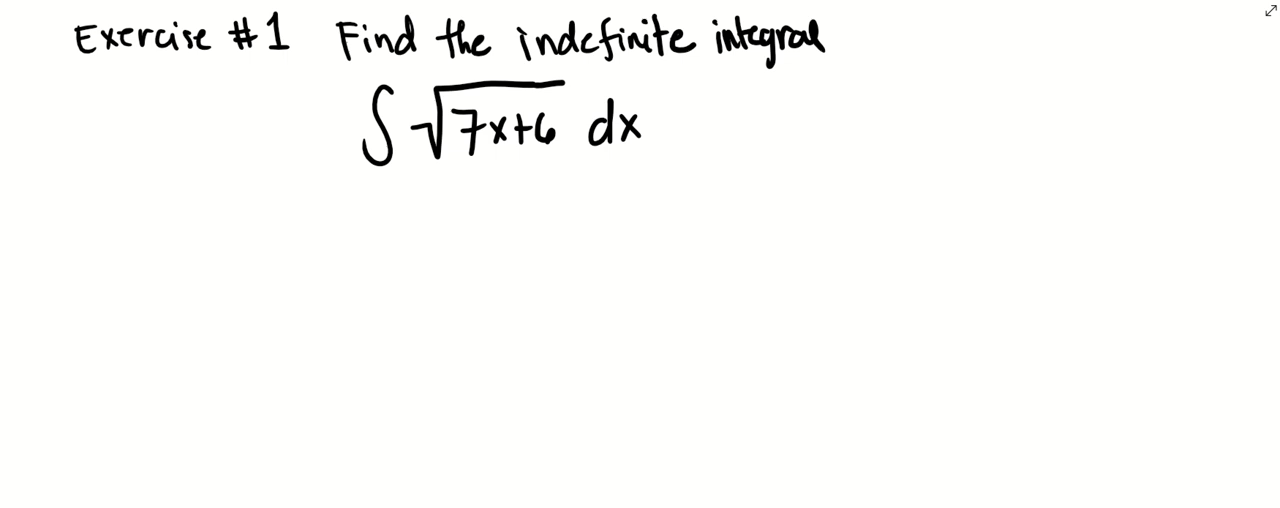 Exercise #1 Find the indefinite integral
∫ √7x+6 dx